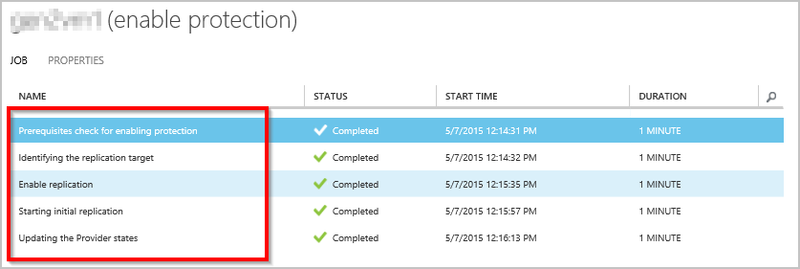 (enable protection)
JOB PROPERTIES
NAME STATUS START TIME DURATION
Prerequisites check for enabling protection Completed 5/7/2015 12:14:31 PM 1 MINUTE
Identifying the replication target Completed 5/7/2015 12:14:32 PM 1 MINUTE
Enable replication Completed 5/7/2015 12:15:35 PM 1 MINUTE
Starting initial replication Completed 5/7/2015 12:15:57 PM 1 MINUTE
Updating the Provider states Completed 5/7/2015 12:16:13 PM 1 MINUTE